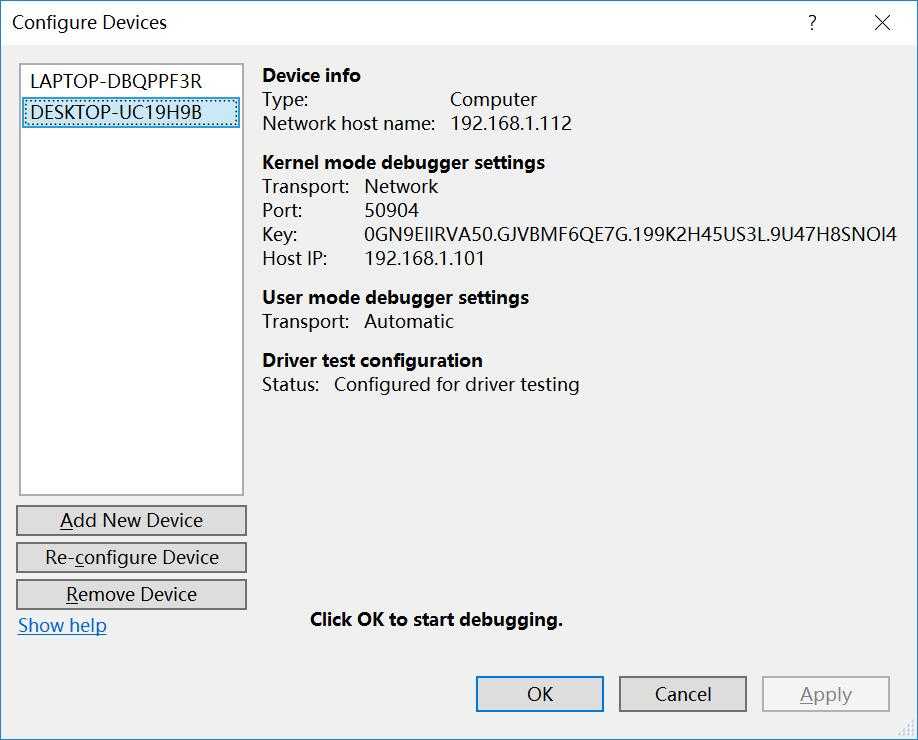 Configure Devices
LAPTOP-DBQPPF3R
DESKTOP-UC19H9B
Device info
Type: Computer
Network host name: 192.168.1.112
Kernel mode debugger settings
Transport: Network
Port: 50904
Key: 0GN9EIIRVA50.GJVBMF6QE7G.199K2H45US3L.9U47H8SNOI4
Host IP: 192.168.1.101
User mode debugger settings
Transport: Automatic
Driver test configuration
Status: Configured for driver testing
Add New Device
Re-configure Device
Remove Device
Show help
Click OK to start debugging.
OK
Cancel
Apply